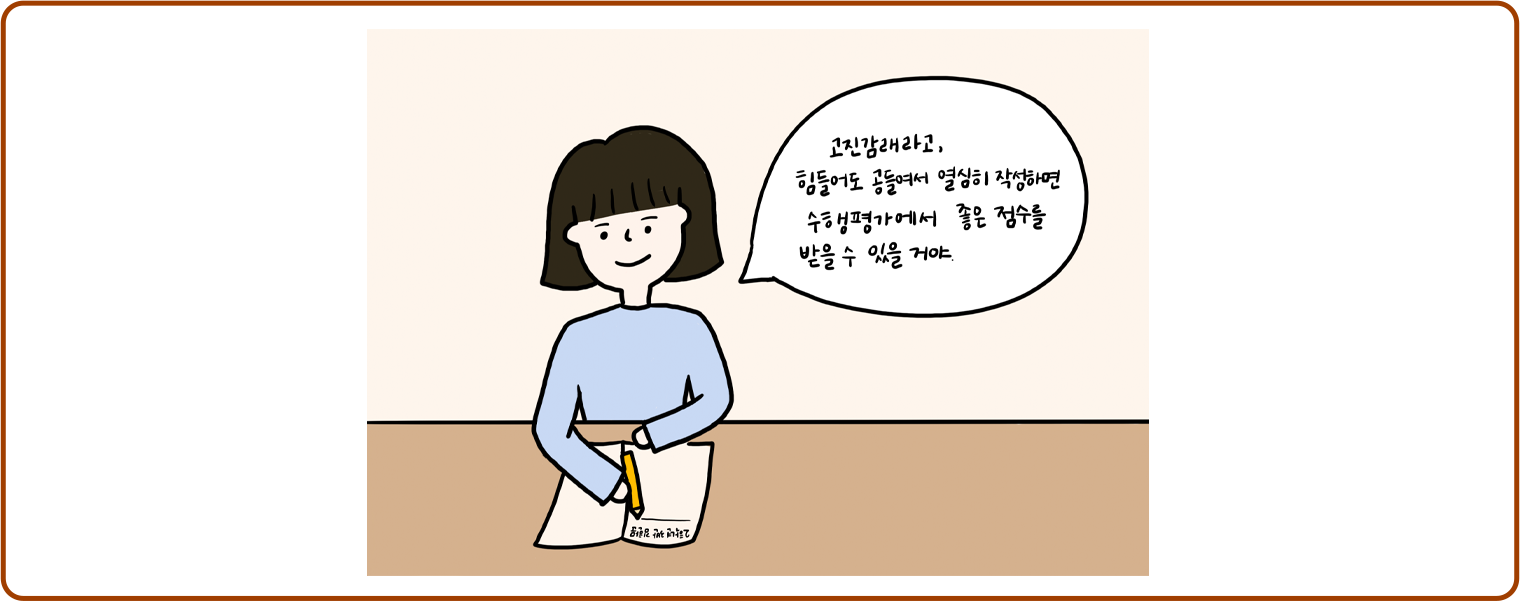 고진감래라고,
힘들어도 공들여서 열심히 작성하면
수행평가에서 좋은 점수를
받을 수 있을 거야.